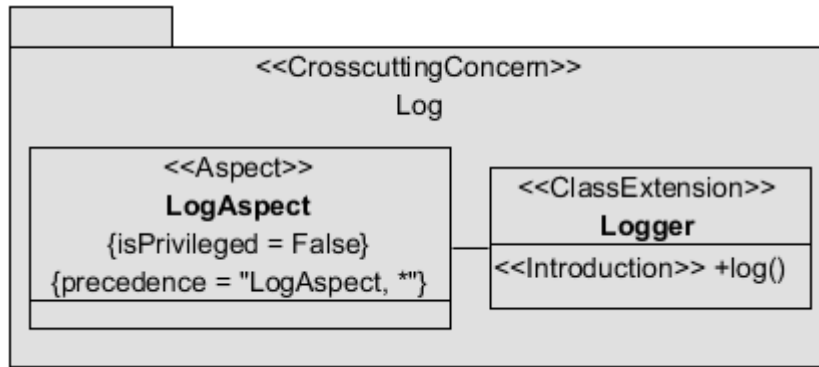 <<CrosscuttingConcern>>
Log
<<Aspect>>
LogAspect
{isPrivileged = False}
{precedence = "LogAspect, *"}
<<ClassExtension>>
Logger
<<Introduction>> +log()